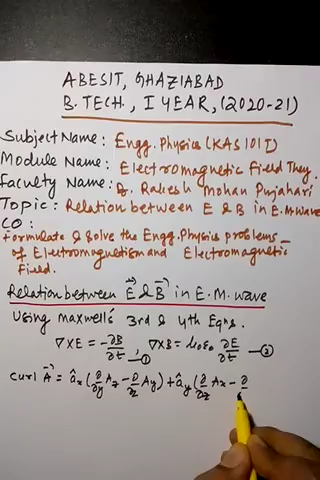 ABESIT, GHAZIABAD
B. TECH., I YEAR, (2020-21)
Subject Name: Engg. Physics (KAS101T)
Module Name: Electromagnetic Field They.
Faculty Name: Dr. Rakesh Mohan Pujahari
Topic: Relation between E & B in E.M wave
CO:
Formulate & Solve the Engg. Physics problems
of Electromagnetism and Electromagnetic
Field.
Relation between E⃗ & B⃗ in E.M. wave
Using maxwell's 3rd & 4th Eqns.
∇×E = -∂B/∂t -① ∇×B = μ₀ε₀ ∂E/∂t -②
Curl A⃗ = âx (∂/∂y Az - ∂/∂z Ay) + ây (∂/∂z Ax - ∂